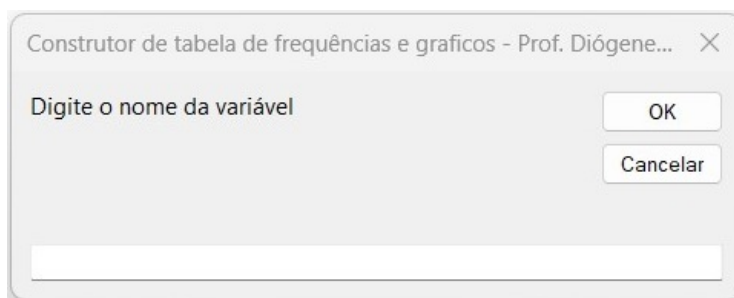 Construtor de tabela de frequências e graficos - Prof. Diógene...
Digite o nome da variável
OK
Cancelar